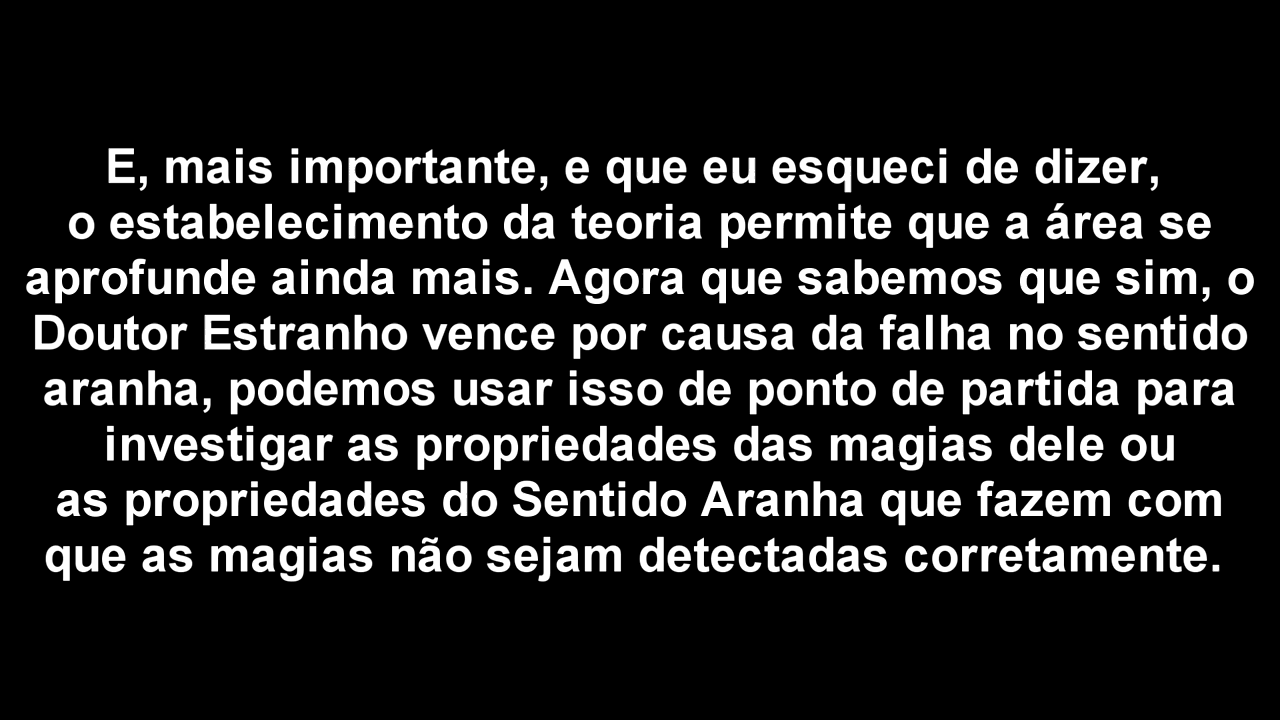 E, mais importante, e que eu esqueci de dizer,
o estabelecimento da teoria permite que a área se
aprofunde ainda mais. Agora que sabemos que sim, o
Doutor Estranho vence por causa da falha no sentido
aranha, podemos usar isso de ponto de partida para
investigar as propriedades das magias dele ou
as propriedades do Sentido Aranha que fazem com
que as magias não sejam detectadas corretamente.